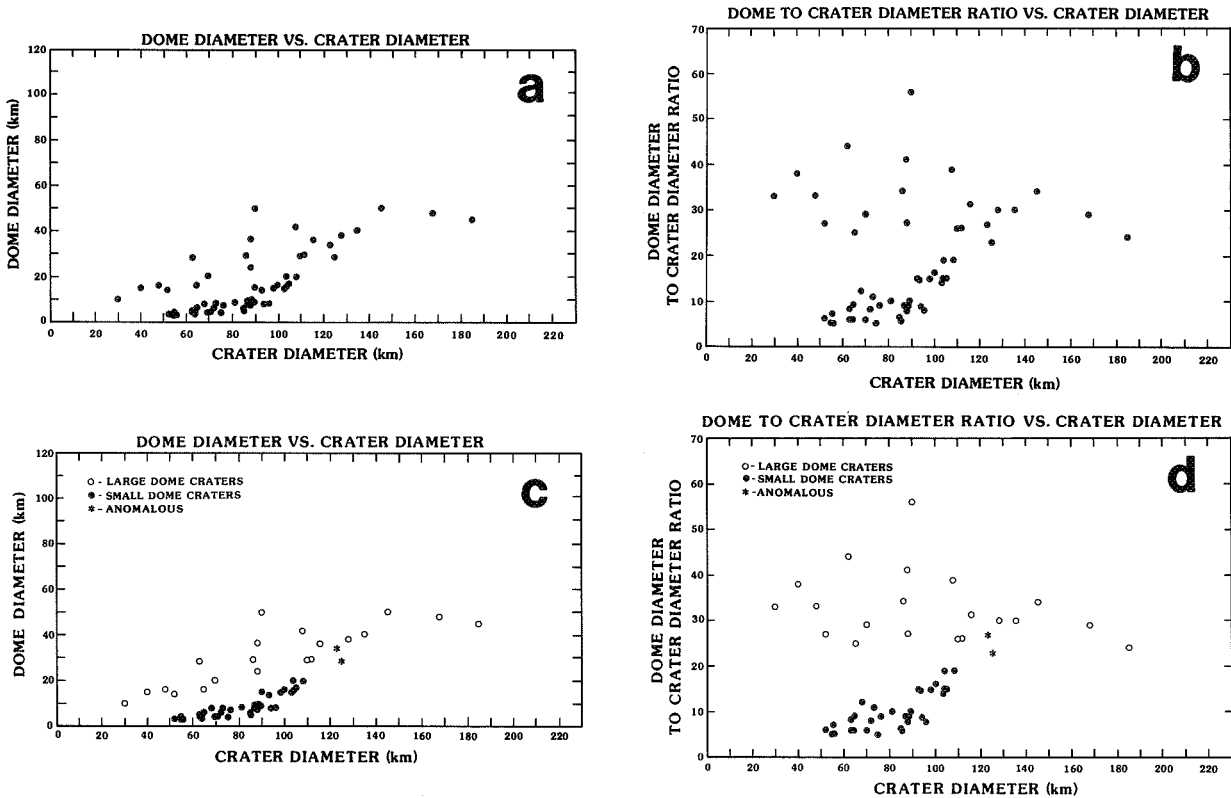 DOME DIAMETER VS. CRATER DIAMETER
a
120
100
80
60
40
20
0
DOME DIAMETER (km)
0 20 40 60 80 100 120 140 160 180 200 220
CRATER DIAMETER (km)
DOME TO CRATER DIAMETER RATIO VS. CRATER DIAMETER
b
70
60
50
40
30
20
10
0
DOME DIAMETER
TO CRATER DIAMETER RATIO
0 20 40 60 80 100 120 140 160 180 200 220
CRATER DIAMETER (km)
DOME DIAMETER VS. CRATER DIAMETER
c
○ - LARGE DOME CRATERS
● - SMALL DOME CRATERS
* - ANOMALOUS
120
100
80
60
40
20
0
DOME DIAMETER (km)
0 20 40 60 80 100 120 140 160 180 200 220
CRATER DIAMETER (km)
DOME TO CRATER DIAMETER RATIO VS. CRATER DIAMETER
d
○ - LARGE DOME CRATERS
● - SMALL DOME CRATERS
* - ANOMALOUS
70
60
50
40
30
20
10
0
DOME DIAMETER
TO CRATER DIAMETER RATIO
0 20 40 60 80 100 120 140 160 180 200 220
CRATER DIAMETER (km)